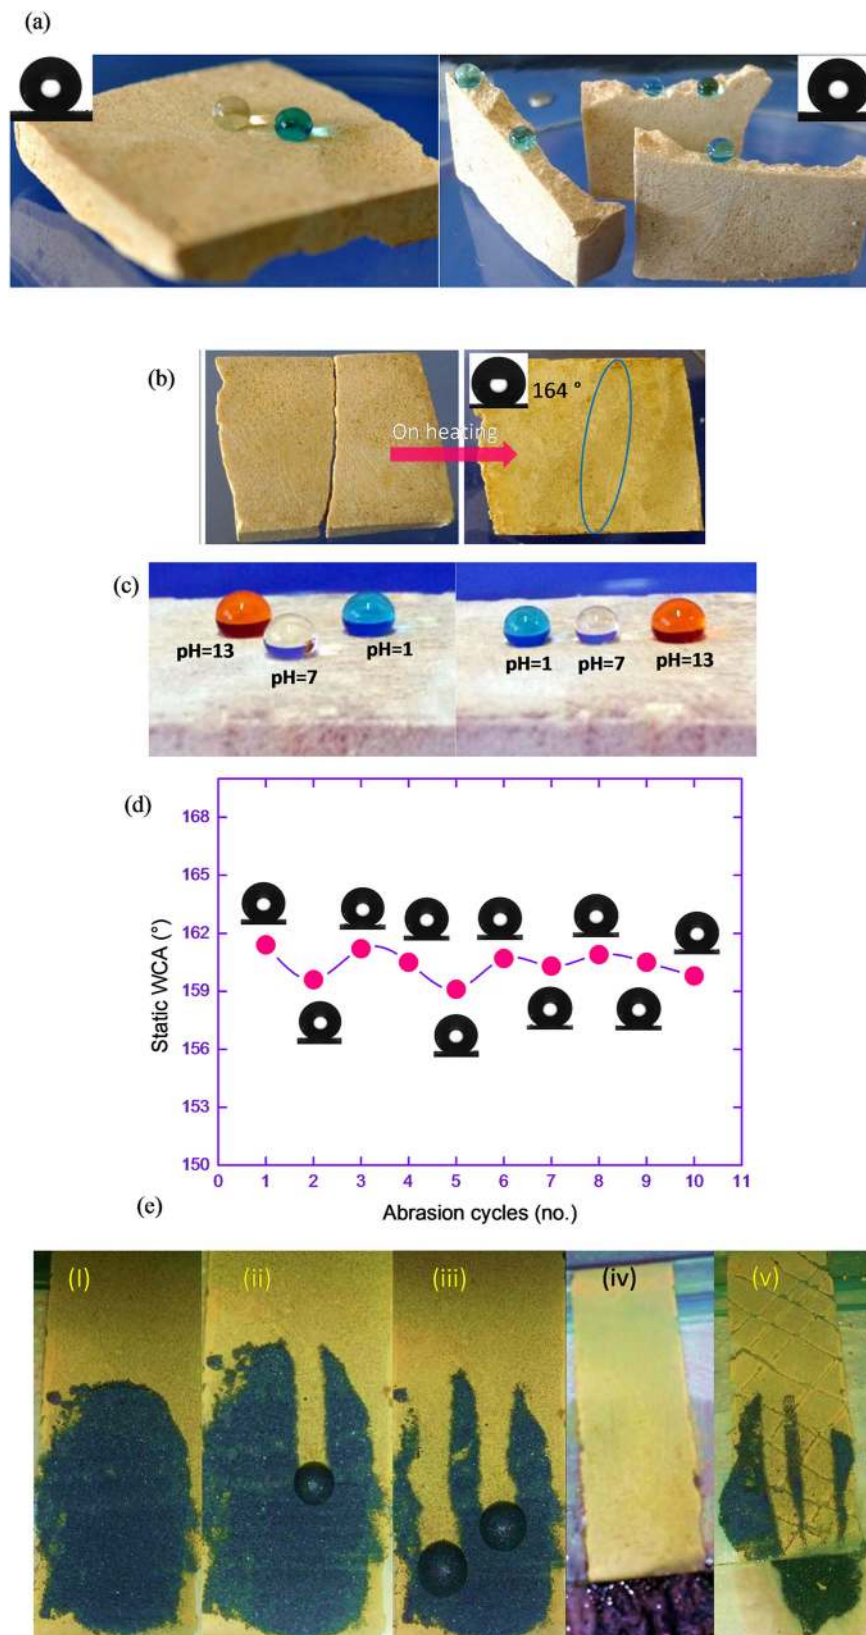 (a)
(b)
164 °
On heating
(c)
pH=13
pH=7
pH=1
pH=1
pH=7
pH=13
(d)
168
165
162
159
156
153
150
Static WCA (°)
0 1 2 3 4 5 6 7 8 9 10 11
Abrasion cycles (no.)
(e)
(I)
(ii)
(iii)
(iv)
(v)